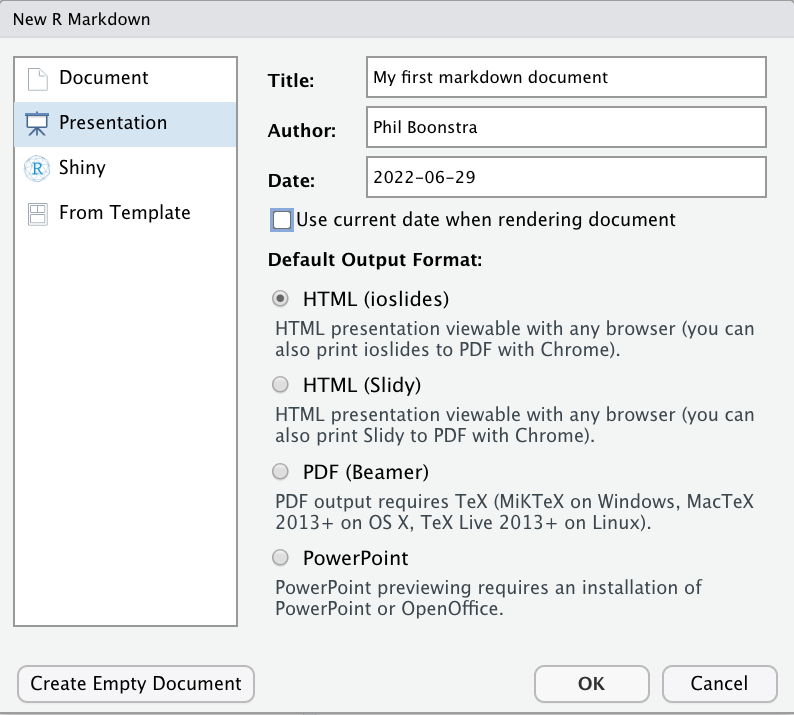 New R Markdown
Document
Presentation
R
Shiny
From Template
Title:
My first markdown document
Author:
Phil Boonstra
Date:
2022-06-29
Use current date when rendering document
Default Output Format:
HTML (ioslides)
HTML presentation viewable with any browser (you can
also print ioslides to PDF with Chrome).
HTML (Slidy)
HTML presentation viewable with any browser (you can
also print Slidy to PDF with Chrome).
PDF (Beamer)
PDF output requires TeX (MiKTeX on Windows, MacTeX
2013+ on OS X, TeX Live 2013+ on Linux).
PowerPoint
PowerPoint previewing requires an installation of
PowerPoint or OpenOffice.
Create Empty Document
OK
Cancel